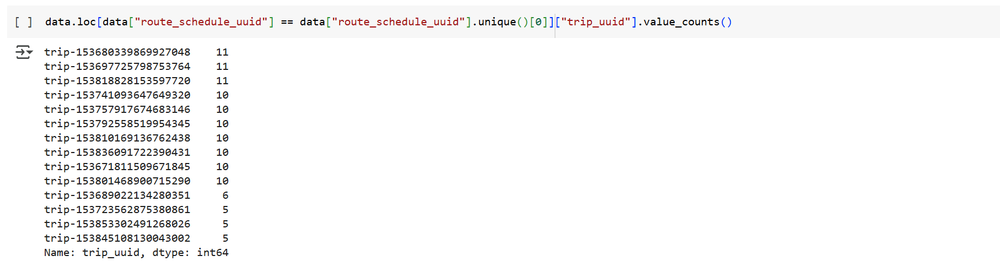 [ ] data.loc[data["route_schedule_uuid"] == data["route_schedule_uuid"].unique()[0]]["trip_uuid"].value_counts()
trip-153680339869927048    11
trip-153697725798753764    11
trip-153818828153597720    11
trip-153741093647649320    10
trip-153757917674683146    10
trip-153792558519954345    10
trip-153810169136762438    10
trip-153836091722390431    10
trip-153671811509671845    10
trip-153801468900715290    10
trip-153689022134280351     6
trip-153723562875380861     5
trip-153853302491268026     5
trip-153845108130043002     5
Name: trip_uuid, dtype: int64